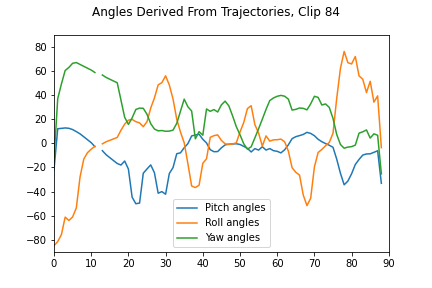 Angles Derived From Trajectories, Clip 84
80
60
40
20
0
−20
−40
−60
−80
0 10 20 30 40 50 60 70 80 90
Pitch angles
Roll angles
Yaw angles